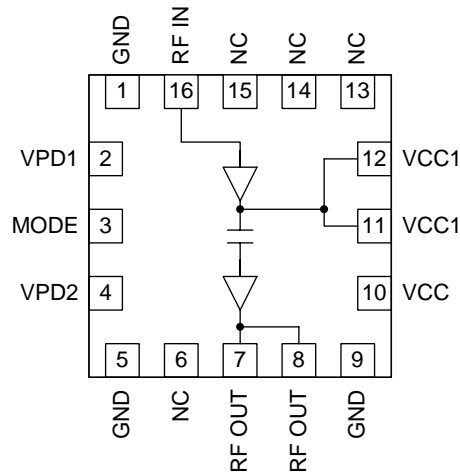 GND
RF IN
NC
NC
NC
1
16
15
14
13
VPD1
2
12
VCC1
MODE
3
11
VCC1
VPD2
4
10
VCC
5
6
7
8
9
GND
NC
RF OUT
RF OUT
GND